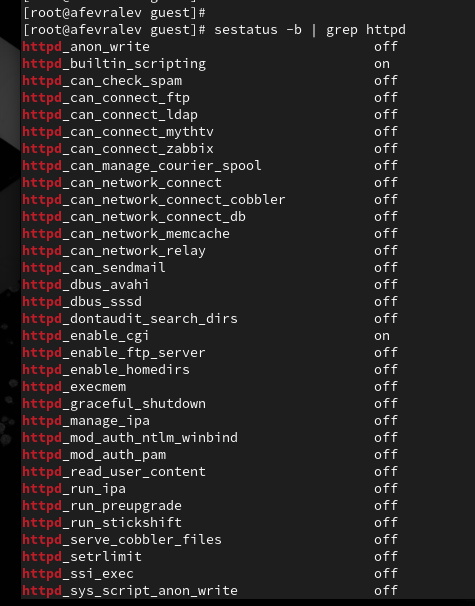 [root@afevralev guest]#
[root@afevralev guest]# sestatus -b | grep httpd
httpd_anon_write off
httpd_builtin_scripting on
httpd_can_check_spam off
httpd_can_connect_ftp off
httpd_can_connect_ldap off
httpd_can_connect_mythtv off
httpd_can_connect_zabbix off
httpd_can_manage_courier_spool off
httpd_can_network_connect off
httpd_can_network_connect_cobbler off
httpd_can_network_connect_db off
httpd_can_network_memcache off
httpd_can_network_relay off
httpd_can_sendmail off
httpd_dbus_avahi off
httpd_dbus_sssd off
httpd_dontaudit_search_dirs off
httpd_enable_cgi on
httpd_enable_ftp_server off
httpd_enable_homedirs off
httpd_execmem off
httpd_graceful_shutdown off
httpd_manage_ipa off
httpd_mod_auth_ntlm_winbind off
httpd_mod_auth_pam off
httpd_read_user_content off
httpd_run_ipa off
httpd_run_preupgrade off
httpd_run_stickshift off
httpd_serve_cobbler_files off
httpd_setrlimit off
httpd_ssi_exec off
httpd_sys_script_anon_write off